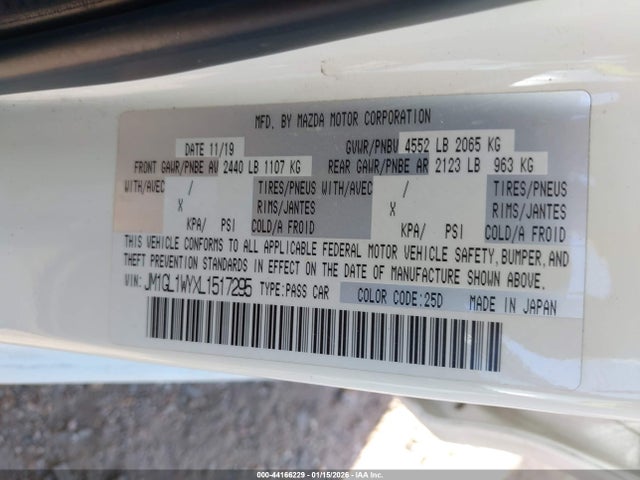 MFD. BY MAZDA MOTOR CORPORATION
DATE 11/19 GVWR/PNBV 4552 LB 2065 KG
FRONT GAWR/PNBE AV 2440 LB 1107 KG REAR GAWR/PNBE AR 2123 LB 963 KG
WITH/AVEC / TIRES/PNEUS WITH/AVEC / TIRES/PNEUS
X RIMS/JANTES X RIMS/JANTES
KPA/ PSI COLD/A FROID KPA/ PSI COLD/A FROID
THIS VEHICLE CONFORMS TO ALL APPLICABLE FEDERAL MOTOR VEHICLE SAFETY, BUMPER, AND
THEFT PREVENTION STANDARDS IN EFFECT ON THE DATE OF MANUFACTURE SHOWN ABOVE.
VIN: JM1GL1WYXL1517295 TYPE:PASS CAR COLOR CODE:25D MADE IN JAPAN
000-44166229 - 01/15/2026 - IAA Inc.